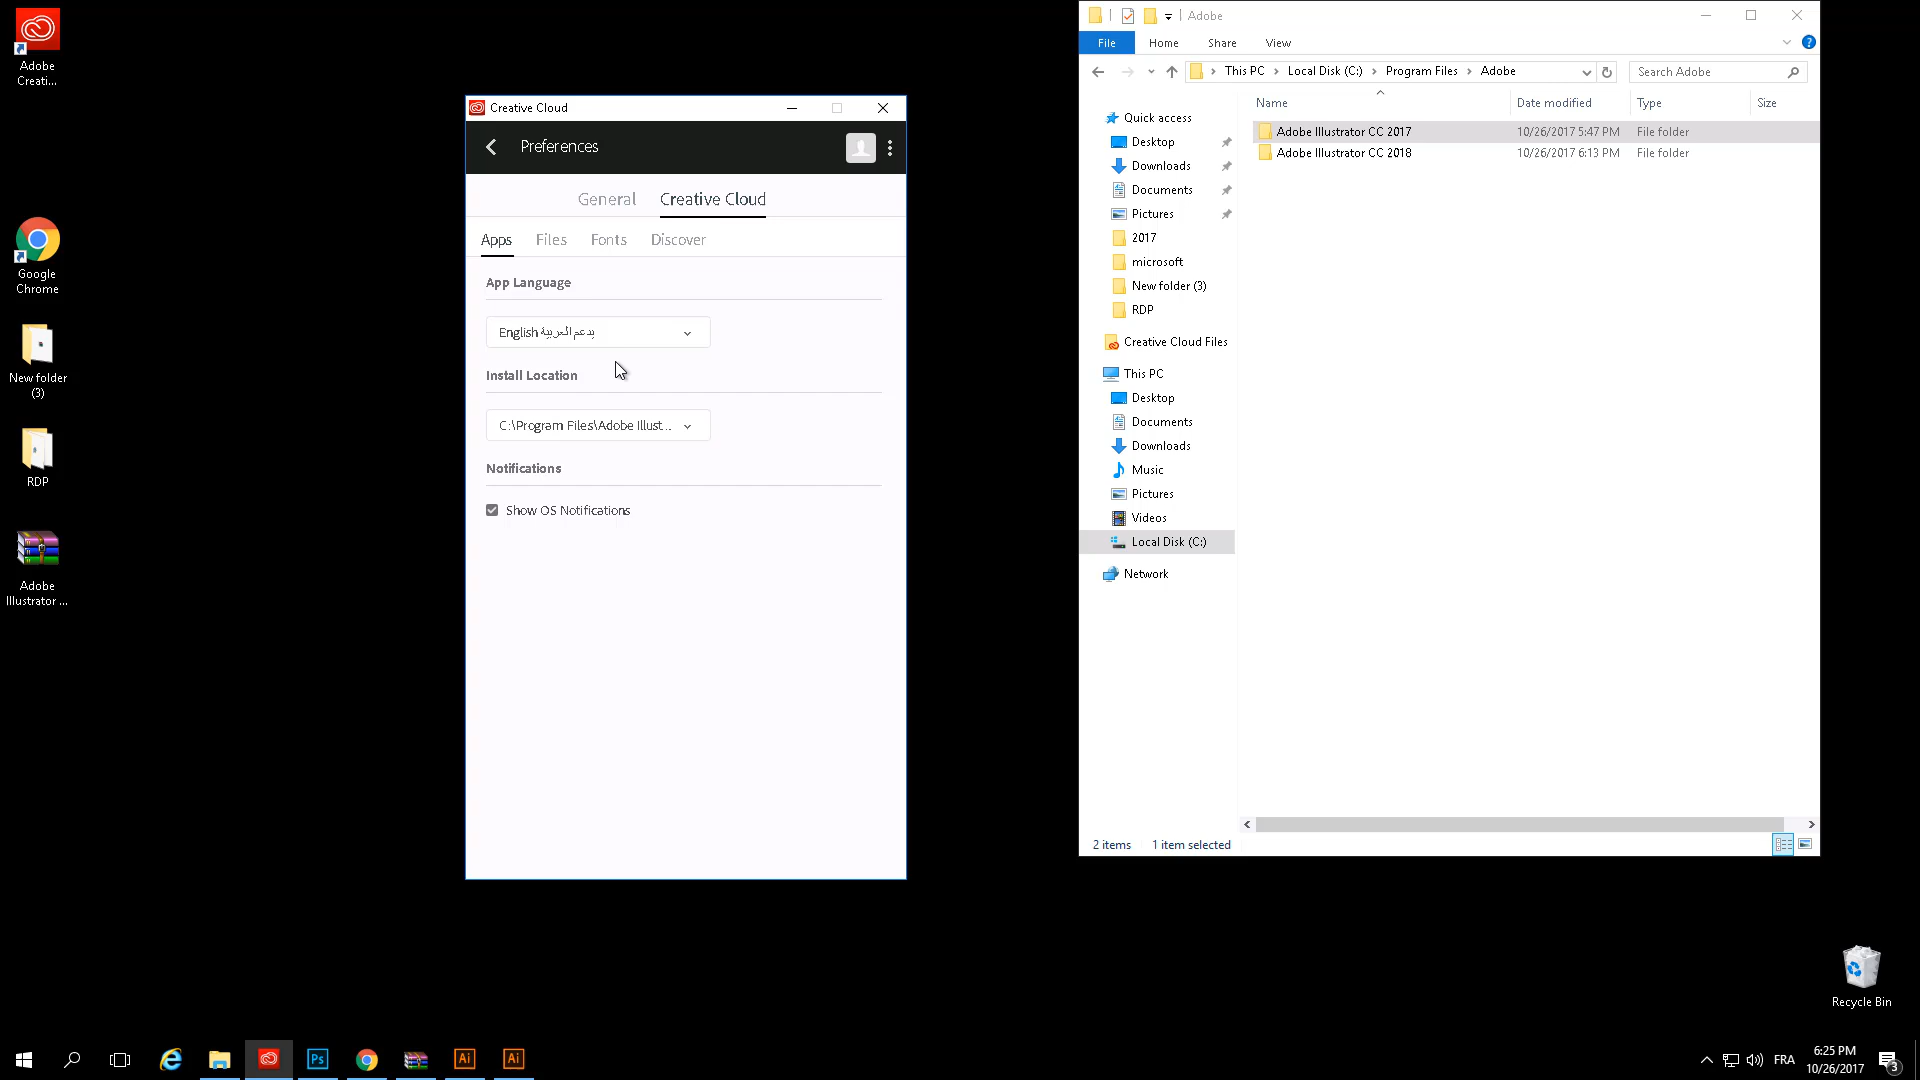 Adobe
Creati...
Google
Chrome
New folder
(3)
RDP
Adobe
Illustrator ...
Creative Cloud
Preferences
General Creative Cloud
Apps Files Fonts Discover
App Language
English يدعم العربية
Install Location
C:\Program Files\Adobe Illust...
Notifications
Show OS Notifications
Adobe
File Home Share View
This PC > Local Disk (C:) > Program Files > Adobe
Search Adobe
Name Date modified Type Size
Adobe Illustrator CC 2017 10/26/2017 5:47 PM File folder
Adobe Illustrator CC 2018 10/26/2017 6:13 PM File folder
Quick access
Desktop
Downloads
Documents
Pictures
2017
microsoft
New folder (3)
RDP
Creative Cloud Files
This PC
Desktop
Documents
Downloads
Music
Pictures
Videos
Local Disk (C:)
Network
2 items 1 item selected
Recycle Bin
Ps
Ai
Ai
FRA
6:25 PM
10/26/2017
3